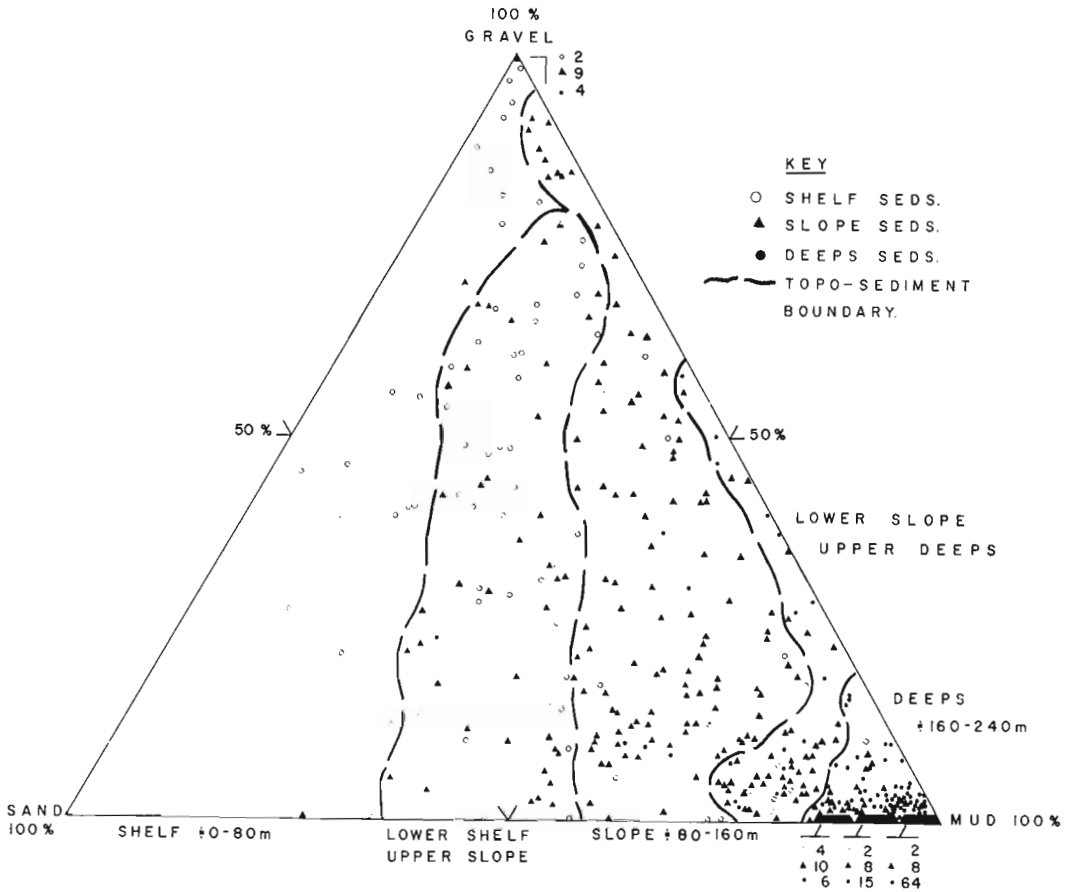 100 %
GRAVEL
○ 2
▲ 9
• 4
KEY
○ SHELF SEDS.
▲ SLOPE SEDS.
● DEEPS SEDS.
TOPO-SEDIMENT
BOUNDARY.
50 %
50%
LOWER SLOPE
UPPER DEEPS
DEEPS
÷160-240m
SAND
100 %
MUD 100%
SHELF ÷0-80m
LOWER SHELF
UPPER SLOPE
SLOPE ÷80-160m
4 2 2
▲ 10 ▲ 8 ▲ 8
• 6 • 15 • 64